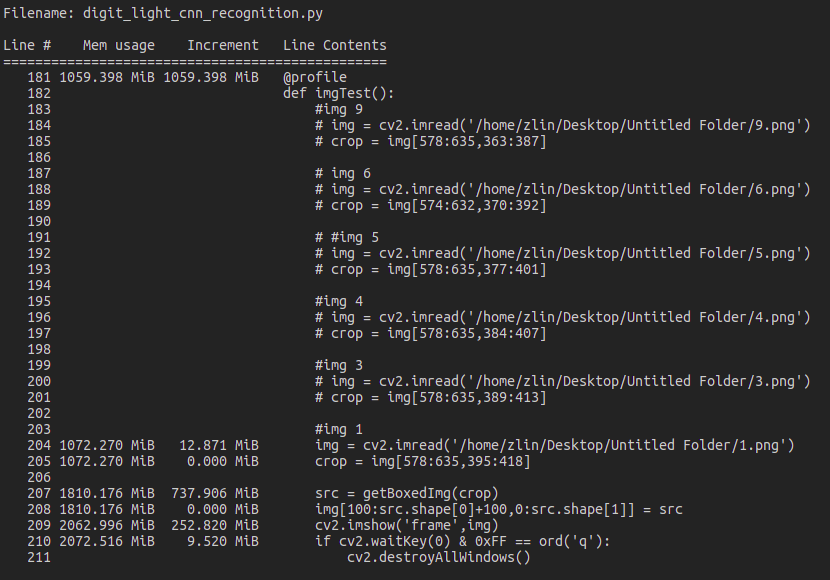 Filename: digit_light_cnn_recognition.py
Line #    Mem usage    Increment   Line Contents
================================================
   181 1059.398 MiB 1059.398 MiB   @profile
   182                             def imgTest():
   183                                 #img 9
   184                                 # img = cv2.imread('/home/zlin/Desktop/Untitled Folder/9.png')
   185                                 # crop = img[578:635,363:387]
   186
   187                                 # img 6
   188                                 # img = cv2.imread('/home/zlin/Desktop/Untitled Folder/6.png')
   189                                 # crop = img[574:632,370:392]
   190
   191                                 # #img 5
   192                                 # img = cv2.imread('/home/zlin/Desktop/Untitled Folder/5.png')
   193                                 # crop = img[578:635,377:401]
   194
   195                                 #img 4
   196                                 # img = cv2.imread('/home/zlin/Desktop/Untitled Folder/4.png')
   197                                 # crop = img[578:635,384:407]
   198
   199                                 #img 3
   200                                 # img = cv2.imread('/home/zlin/Desktop/Untitled Folder/3.png')
   201                                 # crop = img[578:635,389:413]
   202
   203                                 #img 1
   204 1072.270 MiB   12.871 MiB       img = cv2.imread('/home/zlin/Desktop/Untitled Folder/1.png')
   205 1072.270 MiB    0.000 MiB       crop = img[578:635,395:418]
   206
   207 1810.176 MiB  737.906 MiB       src = getBoxedImg(crop)
   208 1810.176 MiB    0.000 MiB       img[100:src.shape[0]+100,0:src.shape[1]] = src
   209 2062.996 MiB  252.820 MiB       cv2.imshow('frame',img)
   210 2072.516 MiB    9.520 MiB       if cv2.waitKey(0) & 0xFF == ord('q'):
   211                                     cv2.destroyAllWindows()